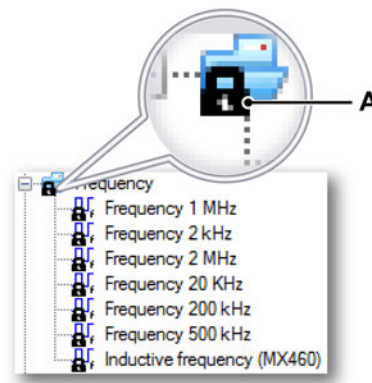 A
Frequency
Frequency 1 MHz
Frequency 2 kHz
Frequency 2 MHz
Frequency 20 KHz
Frequency 200 kHz
Frequency 500 kHz
Inductive frequency (MX460)